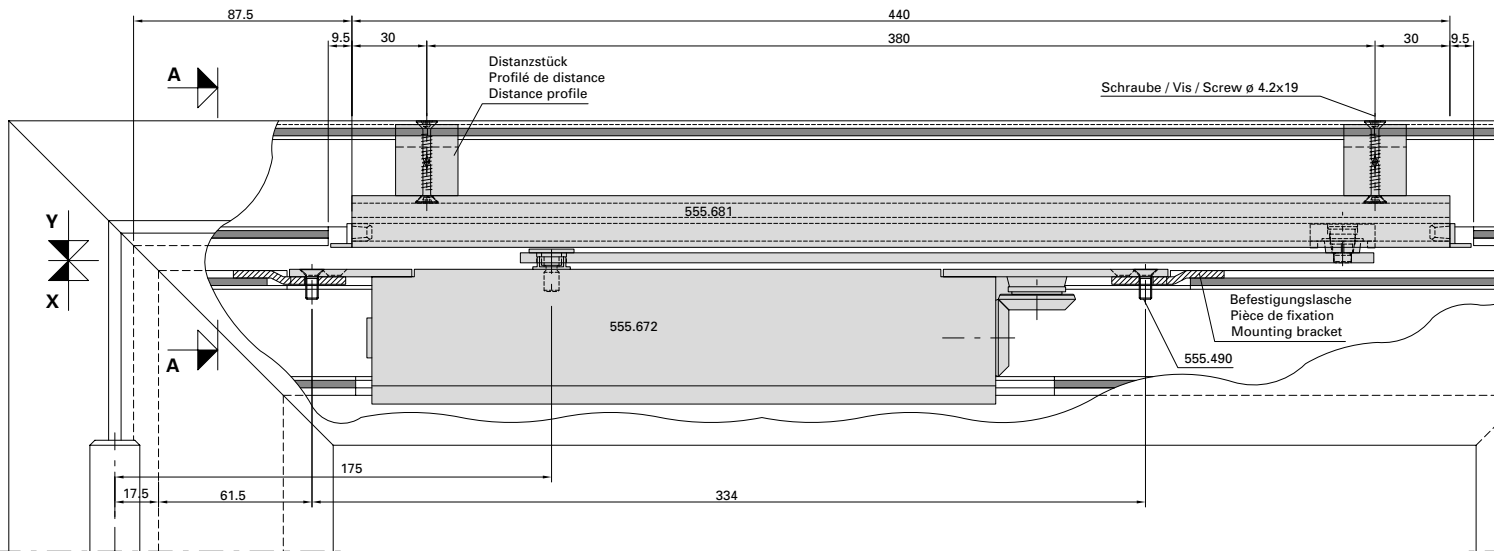 87.5
440
9.5
30
380
30
9.5
A
Distanzstück
Profilé de distance
Distance profile
Schraube / Vis / Screw ø 4.2x19
555.681
Y
X
555.672
Befestigungslasche
Pièce de fixation
Mounting bracket
A
555.490
175
17.5
61.5
334